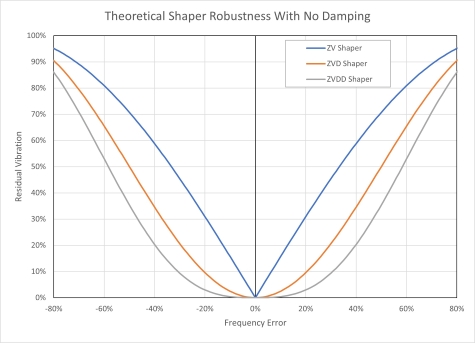 Theoretical Shaper Robustness With No Damping
100%
90%
80%
70%
60%
50%
40%
30%
20%
10%
0%
Residual Vibration
ZV Shaper
ZVD Shaper
ZVDD Shaper
-80% -60% -40% -20% 0% 20% 40% 60% 80%
Frequency Error